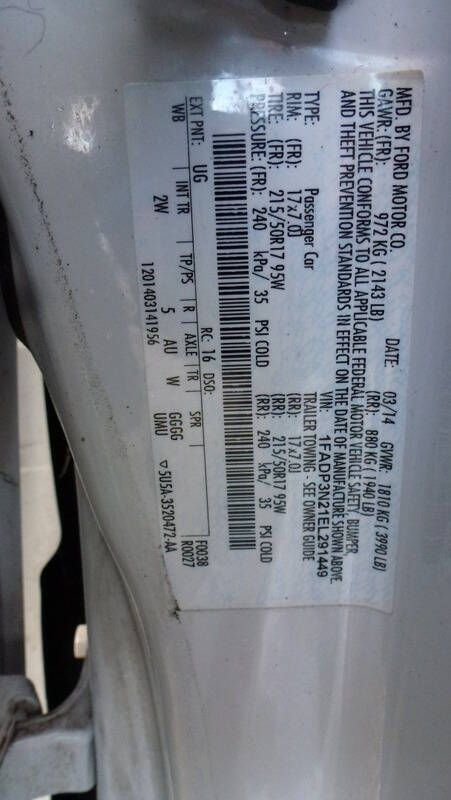 MFD. BY FORD MOTOR CO.
DATE: 03/14 GVWR: 1810 KG ( 3990 LB)
GAWR: (FR): 972 KG ( 2143 LB) (RR): 880 KG ( 1940 LB)
THIS VEHICLE CONFORMS TO ALL APPLICABLE FEDERAL MOTOR VEHICLE SAFETY, BUMPER,
AND THEFT PREVENTION STANDARDS IN EFFECT ON THE DATE OF MANUFACTURE SHOWN ABOVE.
VIN: 1FADP3N21EL291449
TYPE: Passenger Car TRAILER TOWING - SEE OWNER GUIDE
RIM: (FR): 17x7.0J (RR): 17x7.0J
TIRE: (FR): 215/50R17 95W (RR): 215/50R17 95W
PRESSURE: (FR): 240 kPa/ 35 PSI COLD (RR): 240 kPa/ 35 PSI COLD
EXT PNT: UG RC: 16 DSO: F0038
R0027
WB INT TR TP/PS R AXLE TR SPR
2W 5 AU W GGGG
UMU
1201403141956 ▽ 5U5A-3520472-AA